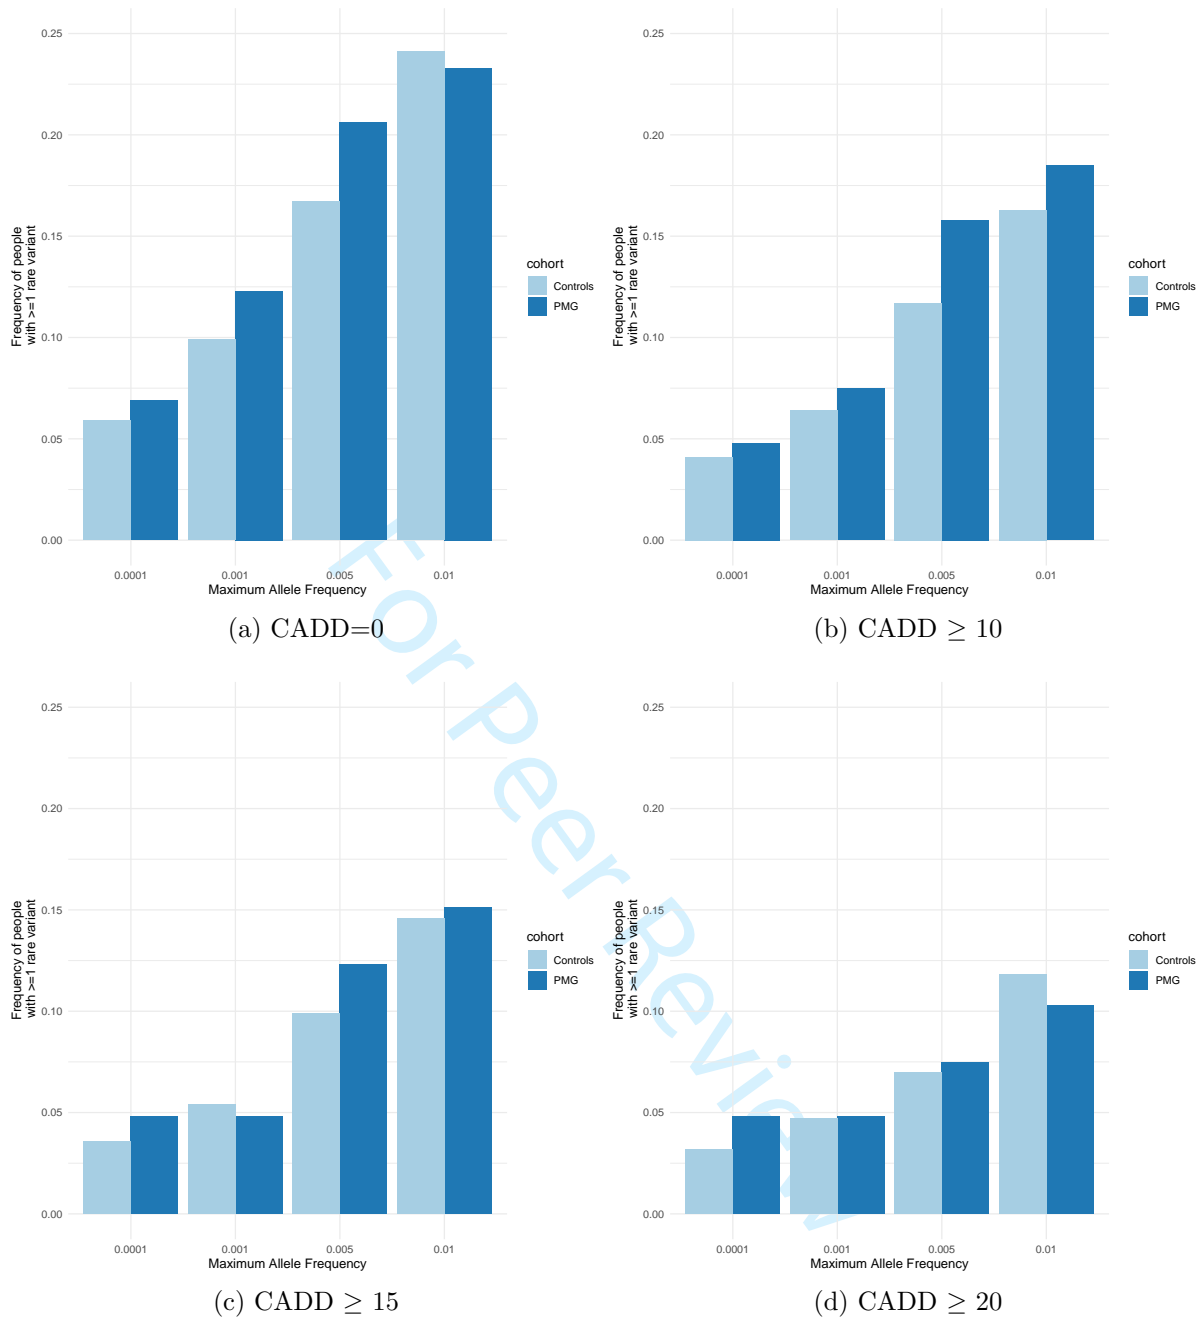 0.25
0.20
0.15
0.10
0.05
0.00
Frequency of people
with >=1 rare variant
0.0001 0.001 0.005 0.01
Maximum Allele Frequency
cohort
Controls
PMG
(a) CADD=0
0.25
0.20
0.15
0.10
0.05
0.00
Frequency of people
with >=1 rare variant
0.0001 0.001 0.005 0.01
Maximum Allele Frequency
cohort
Controls
PMG
(b) CADD ≥ 10
0.25
0.20
0.15
0.10
0.05
0.00
Frequency of people
with >=1 rare variant
0.0001 0.001 0.005 0.01
Maximum Allele Frequency
cohort
Controls
PMG
(c) CADD ≥ 15
0.25
0.20
0.15
0.10
0.05
0.00
Frequency of people
with >=1 rare variant
0.0001 0.001 0.005 0.01
Maximum Allele Frequency
cohort
Controls
PMG
(d) CADD ≥ 20
For Peer Review